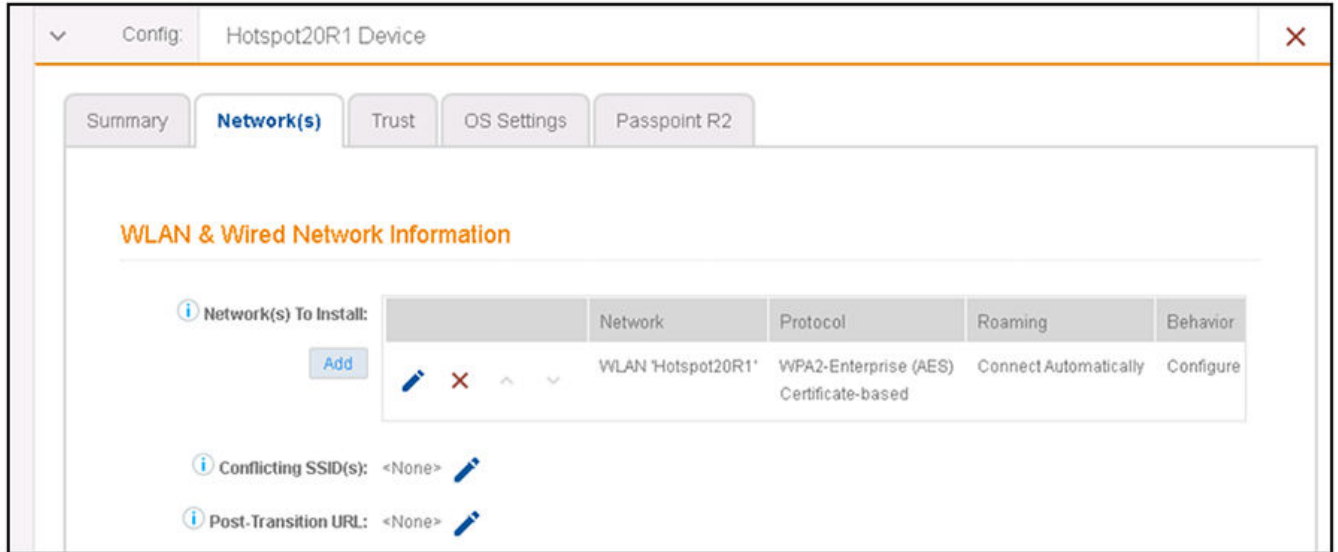 Config: Hotspot20R1 Device
Summary Network(s) Trust OS Settings Passpoint R2
WLAN & Wired Network Information
Network(s) To Install:
Network Protocol Roaming Behavior
Add
WLAN 'Hotspot20R1' WPA2-Enterprise (AES) Connect Automatically Configure
Certificate-based
Conflicting SSID(s): <None>
Post-Transition URL: <None>